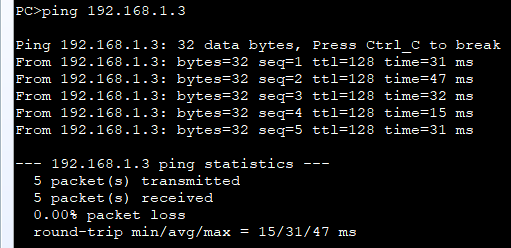 PC>ping 192.168.1.3
Ping 192.168.1.3: 32 data bytes, Press Ctrl_C to break
From 192.168.1.3: bytes=32 seq=1 ttl=128 time=31 ms
From 192.168.1.3: bytes=32 seq=2 ttl=128 time=47 ms
From 192.168.1.3: bytes=32 seq=3 ttl=128 time=32 ms
From 192.168.1.3: bytes=32 seq=4 ttl=128 time=15 ms
From 192.168.1.3: bytes=32 seq=5 ttl=128 time=31 ms
--- 192.168.1.3 ping statistics ---
5 packet(s) transmitted
5 packet(s) received
0.00% packet loss
round-trip min/avg/max = 15/31/47 ms